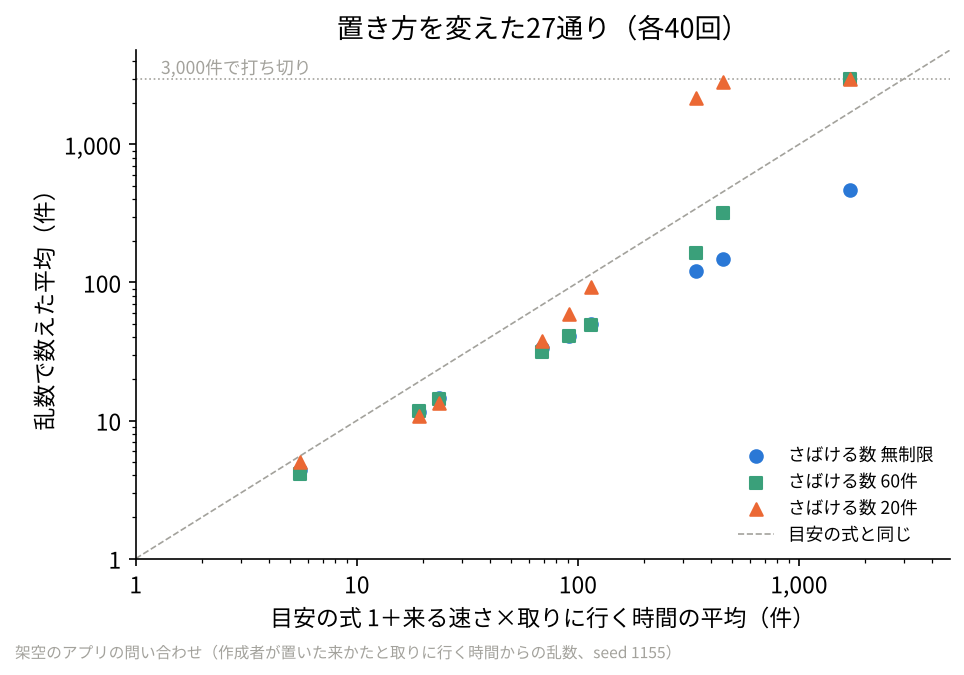 置き方を変えた27通り（各40回）
3,000件で打ち切り
1,000
100
10
1
乱数で数えた平均（件）
さばける数 無制限
さばける数 60件
さばける数 20件
目安の式と同じ
1
10
100
1,000
目安の式 1＋来る速さ×取りに行く時間の平均（件）
架空のアプリの問い合わせ（作成者が置いた来かたと取りに行く時間からの乱数、seed 1155）